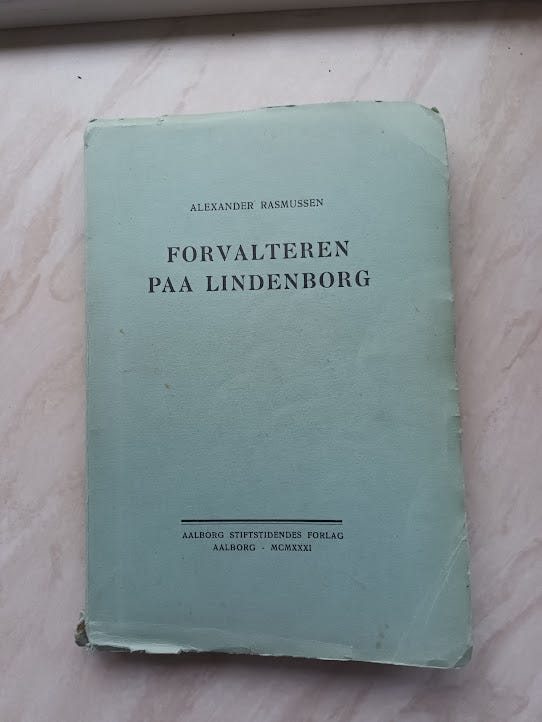 ALEXANDER RASMUSSEN
FORVALTEREN
PAA LINDENBORG
AALBORG STIFTSTIDENDES FORLAG
AALBORG - MCMXXXI